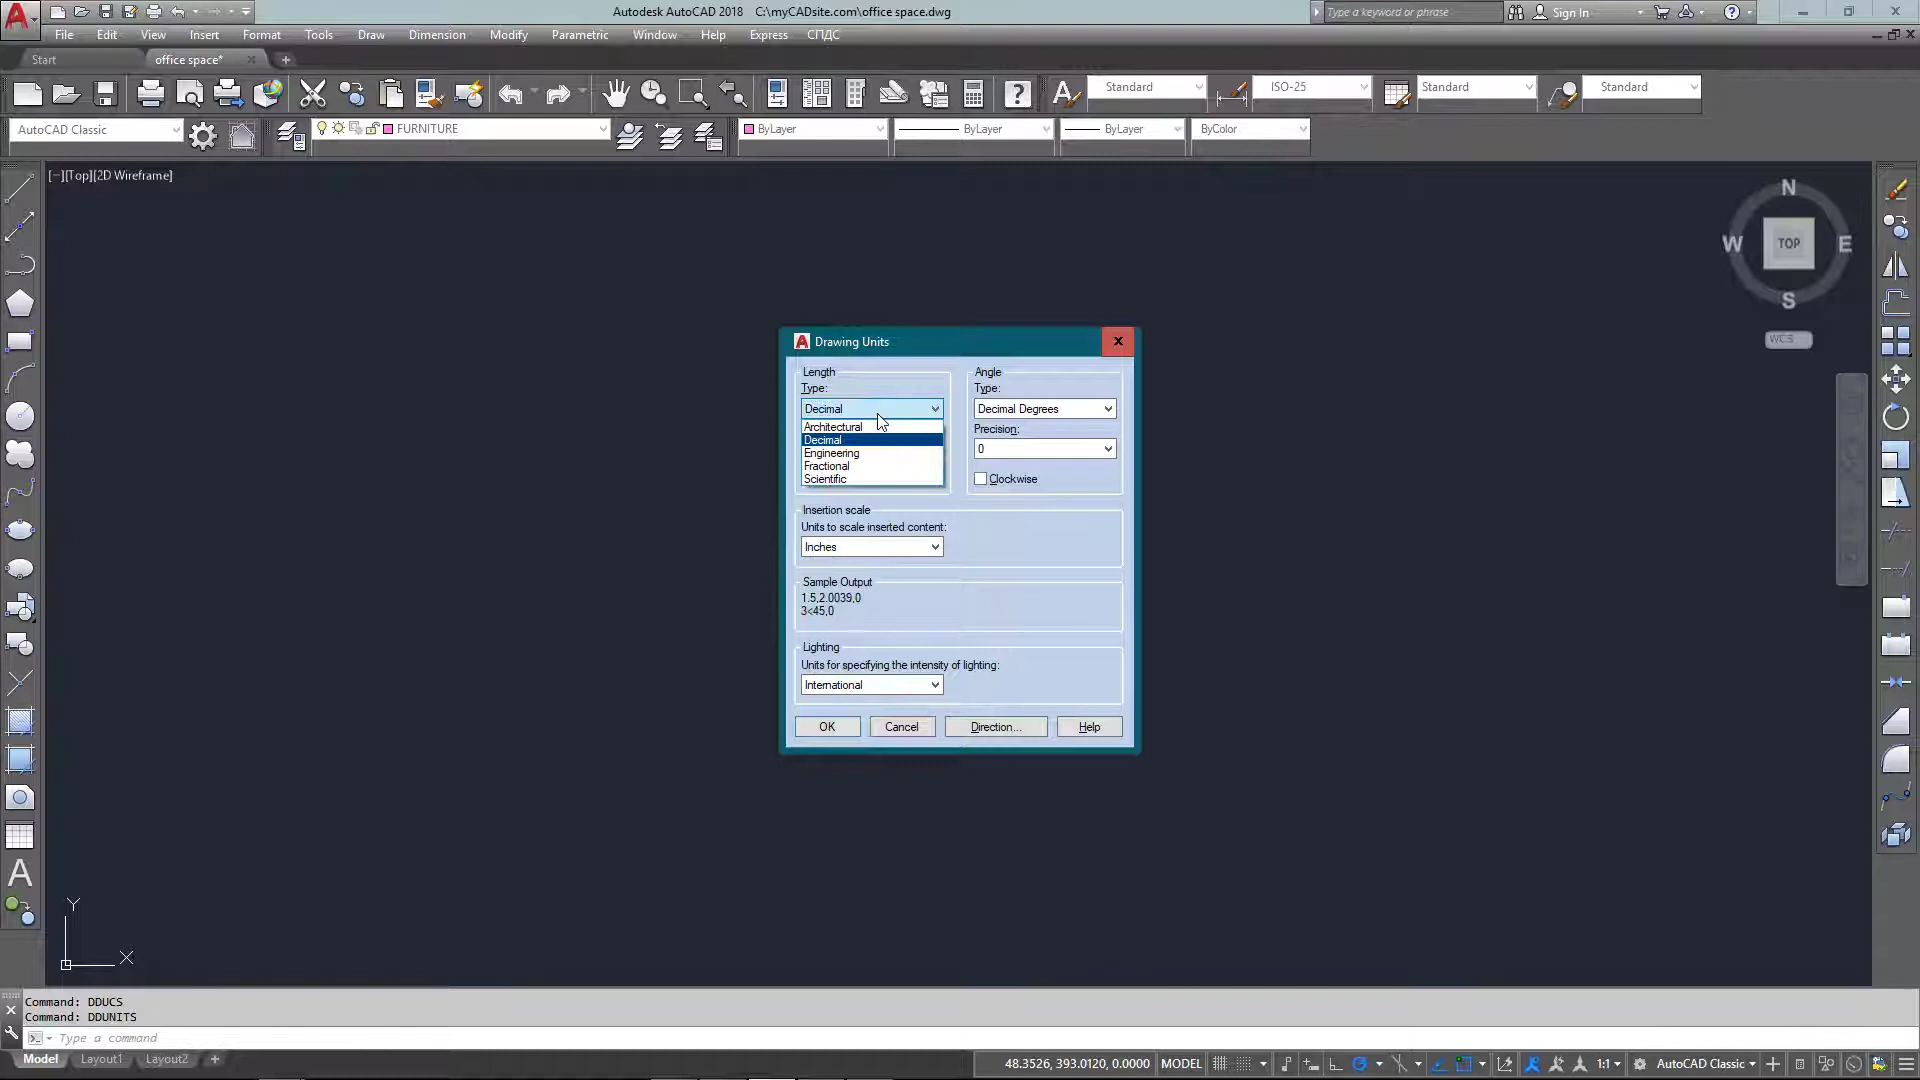 Autodesk AutoCAD 2018 C:\myCADsite.com\office space.dwg
Type a keyword or phrase
Sign In
File Edit View Insert Format Tools Draw Dimension Modify Parametric Window Help Express СПДС
Start
office space*
Standard
ISO-25
Standard
Standard
AutoCAD Classic
FURNITURE
ByLayer
ByLayer
ByLayer
ByColor
[−][Top][2D Wireframe]
N
W
TOP
E
S
WCS
Drawing Units
Length
Type:
Decimal
Architectural
Decimal
Engineering
Fractional
Scientific
Angle
Type:
Decimal Degrees
Precision:
0
Clockwise
Insertion scale
Units to scale inserted content:
Inches
Sample Output
1.5,2.0039,0
3<45,0
Lighting
Units for specifying the intensity of lighting:
International
OK
Cancel
Direction...
Help
A
Y
X
Command: DDUCS
Command: DDUNITS
Type a command
Model Layout1 Layout2 +
48.3526, 393.0120, 0.0000 MODEL
1:1
AutoCAD Classic